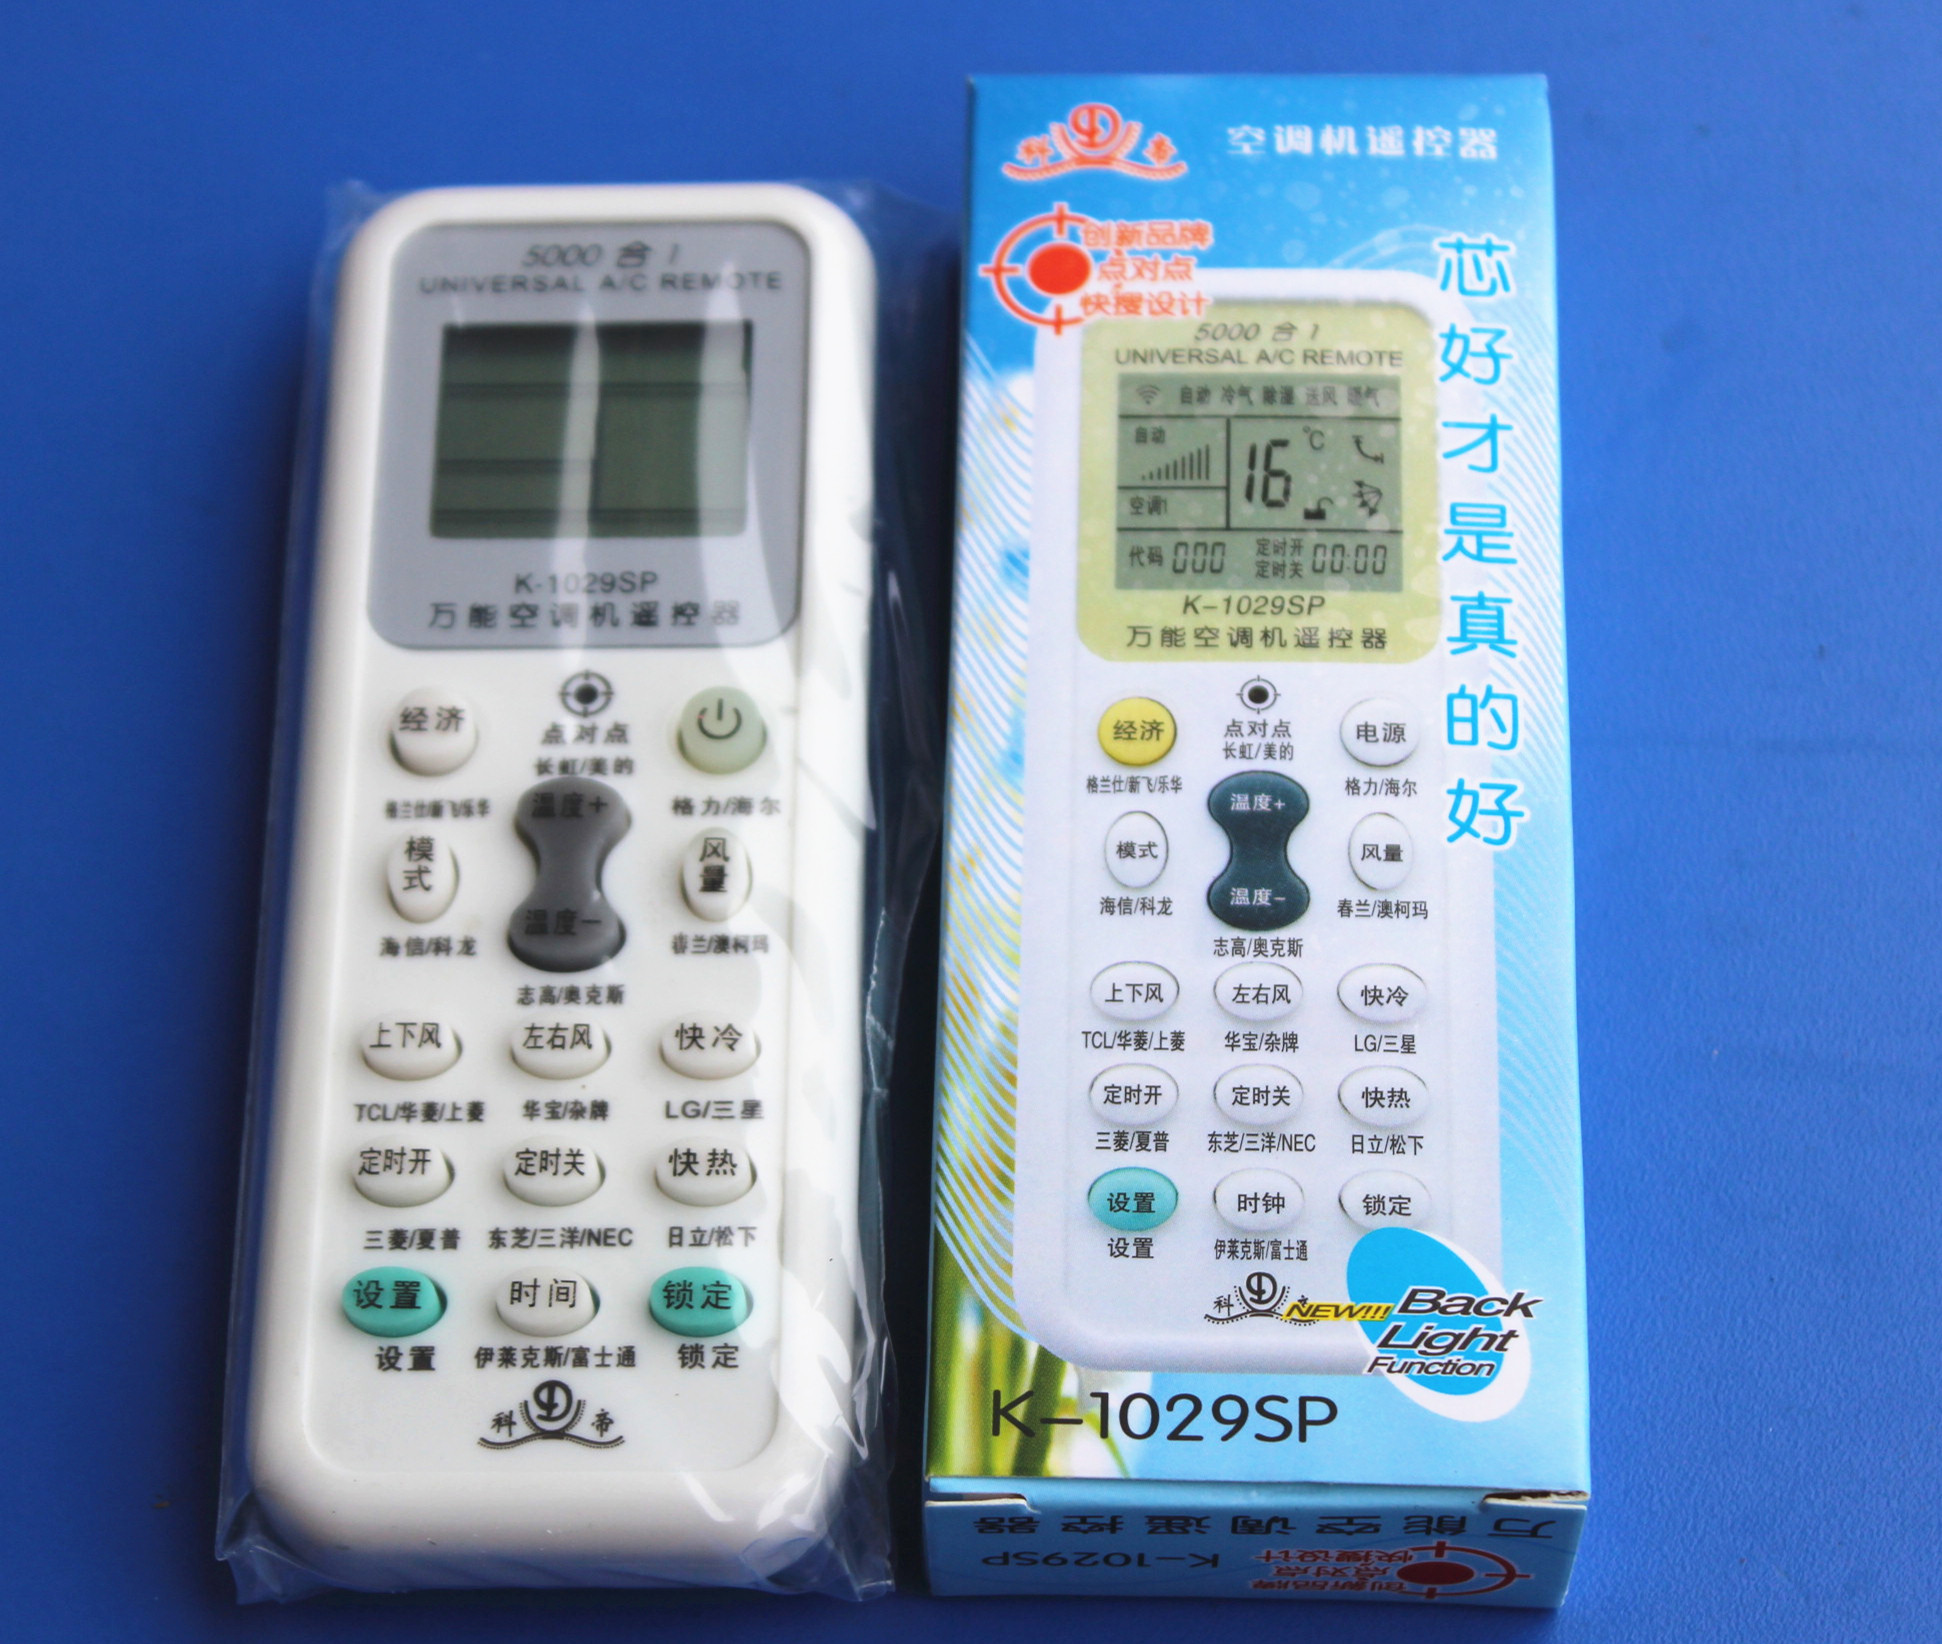 5000 合 1
UNIVERSAL A/C REMOTE
K-1029SP
万能空调机遥控器
经济
点对点
长虹/美的
格兰仕/新飞/乐华
温度+
格力/海尔
模式
风量
温度-
海信/科龙
春兰/澳柯玛
志高/奥克斯
上下风
左右风
快冷
TCL/华菱/上菱
华宝/杂牌
LG/三星
定时开
定时关
快热
三菱/夏普
东芝/三洋/NEC
日立/松下
设置
时间
锁定
设置
伊莱克斯/富士通
锁定
科帝
科帝
空调机遥控器
创新品牌
点对点
快搜设计
芯好才是真的好
5000 合 1
UNIVERSAL A/C REMOTE
自动 冷气 除湿 送风 暖气
自动
16 °C
空调1
代码 000
定时开
定时关
00:00
K-1029SP
万能空调机遥控器
经济
点对点
长虹/美的
电源
格兰仕/新飞/乐华
格力/海尔
温度+
模式
风量
温度-
海信/科龙
春兰/澳柯玛
志高/奥克斯
上下风
左右风
快冷
TCL/华菱/上菱
华宝/杂牌
LG/三星
定时开
定时关
快热
三菱/夏普
东芝/三洋/NEC
日立/松下
设置
时钟
锁定
设置
伊莱克斯/富士通
科帝
NEW!!! Back
Light
Function
K-1029SP
万能空调遥控器
K-1029SP
创新品牌
点对点
快搜设计